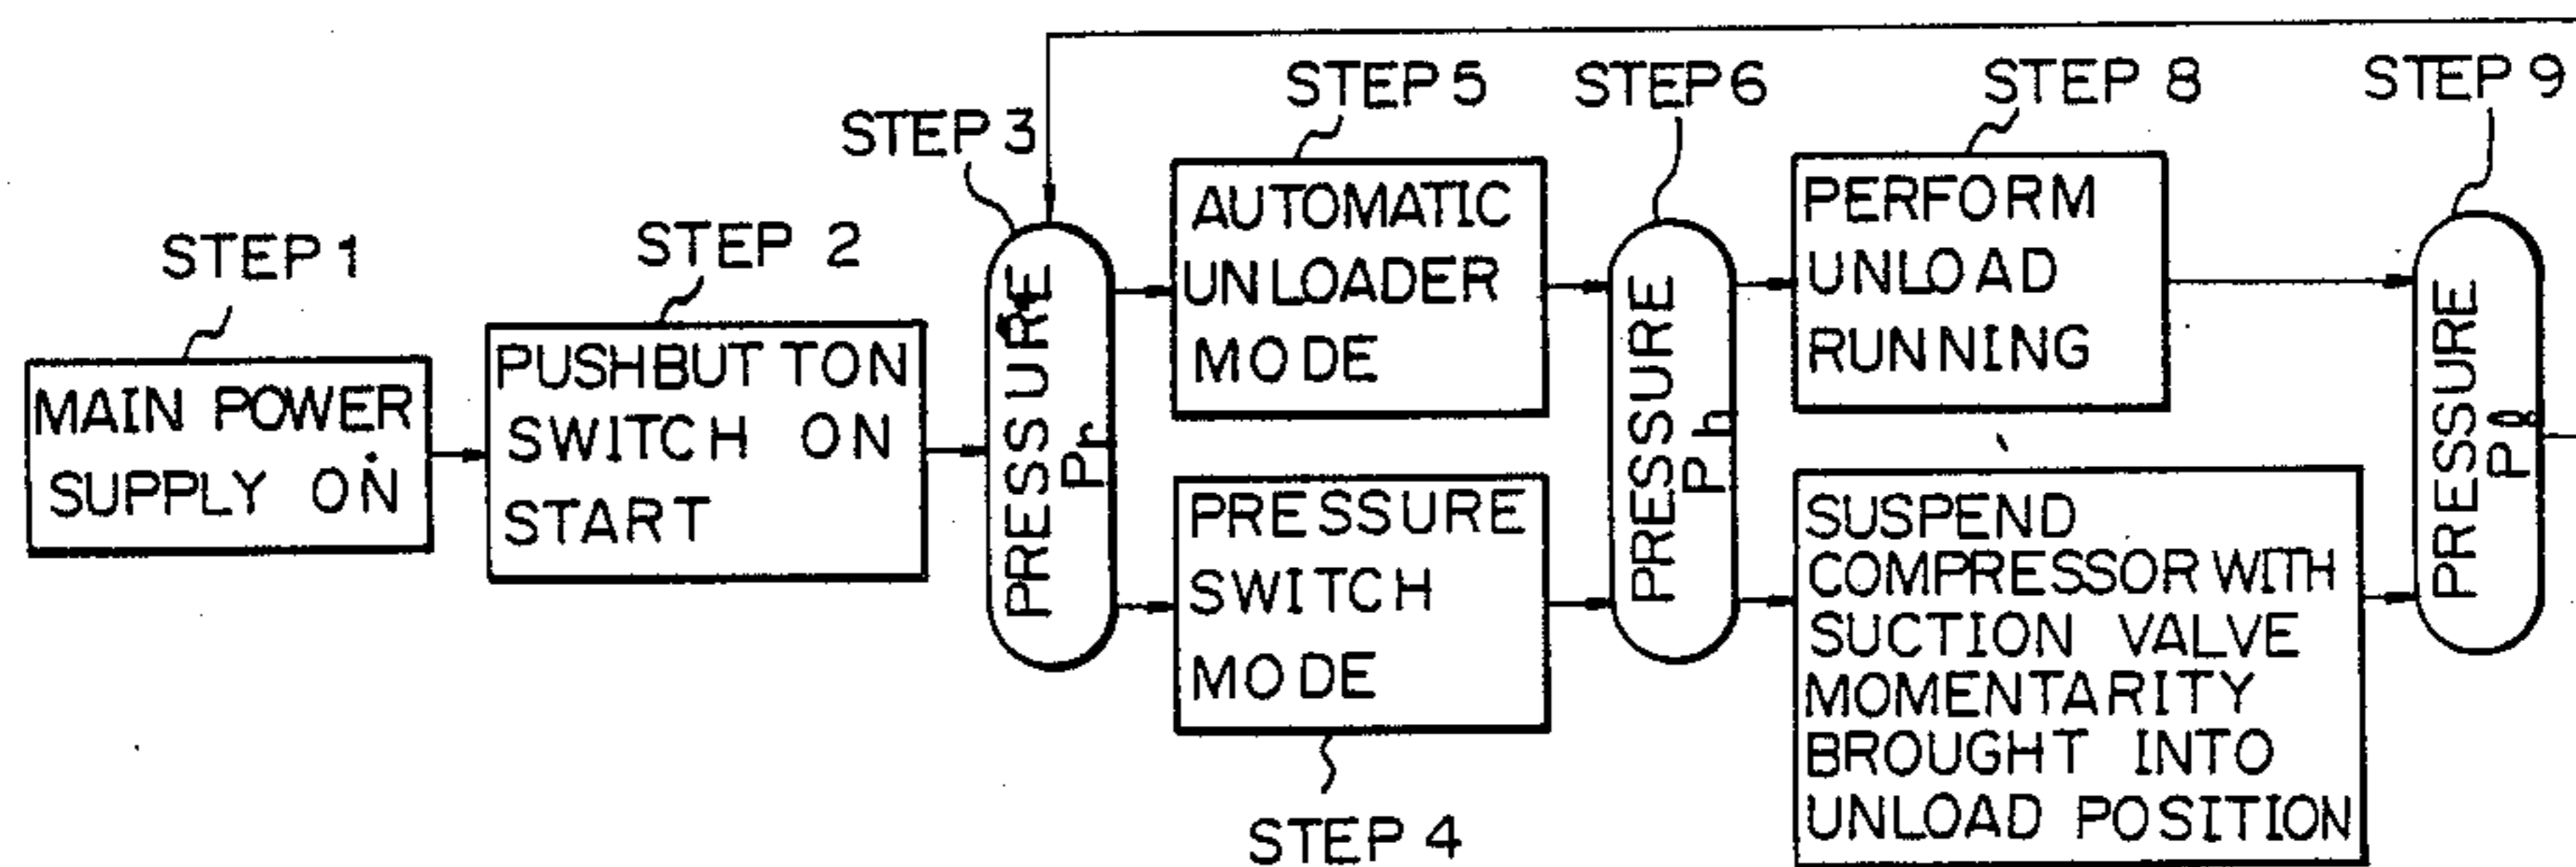 STEP 1
MAIN POWER
SUPPLY ON
STEP 2
PUSHBUTTON
SWITCH ON
START
STEP 3
PRESSURE
Pr
STEP 5
AUTOMATIC
UNLOADER
MODE
STEP 4
PRESSURE
SWITCH
MODE
STEP 6
PRESSURE
Ph
STEP 8
PERFORM
UNLOAD
RUNNING
SUSPEND
COMPRESSOR WITH
SUCTION VALVE
MOMENTARITY
BROUGHT INTO
UNLOAD POSITION
STEP 9
PRESSURE
Pℓ